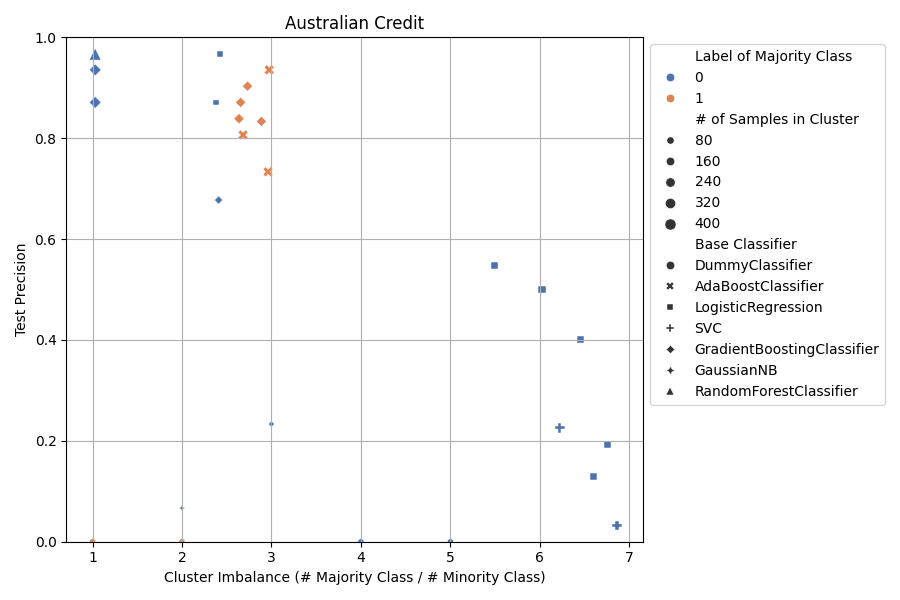 Australian Credit
Test Precision
1.0
0.8
0.6
0.4
0.2
0.0
1 2 3 4 5 6 7
Cluster Imbalance (# Majority Class / # Minority Class)
Label of Majority Class
0
1
# of Samples in Cluster
80
160
240
320
400
Base Classifier
DummyClassifier
AdaBoostClassifier
LogisticRegression
SVC
GradientBoostingClassifier
GaussianNB
RandomForestClassifier